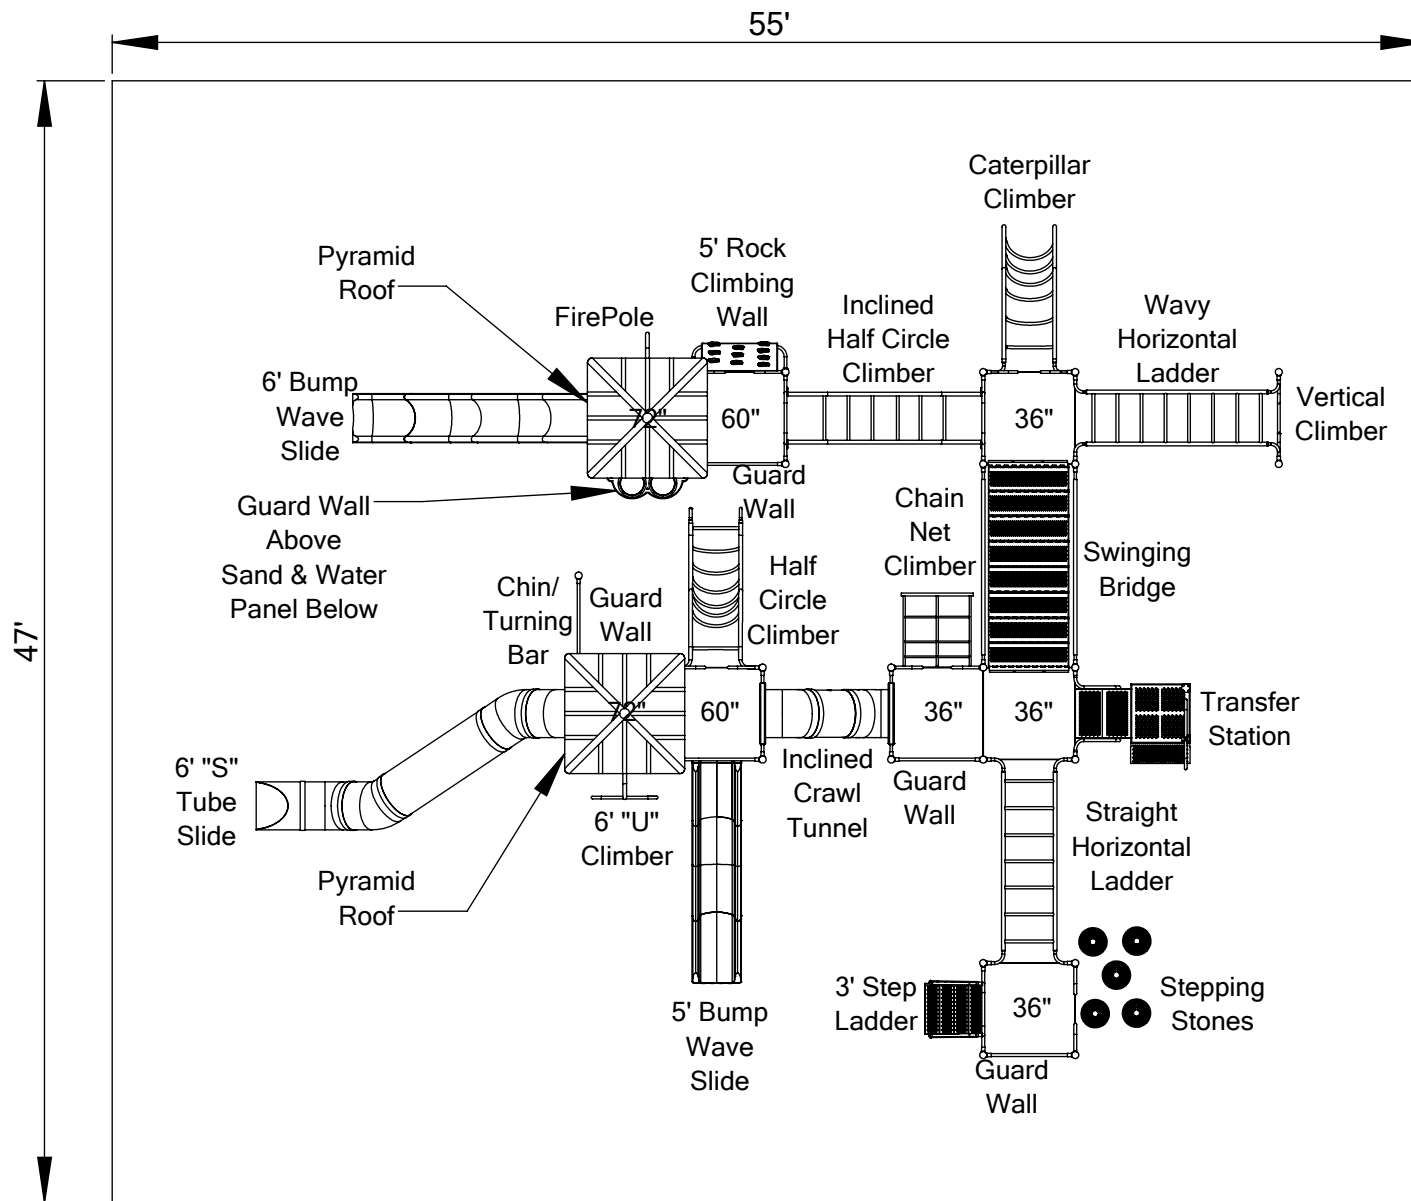 55'
47'
Caterpillar
Climber
Pyramid
Roof
5' Rock
Climbing
Wall
FirePole
Inclined
Half Circle
Climber
Wavy
Horizontal
Ladder
6' Bump
Wave
Slide
60"
36"
Vertical
Climber
Guard Wall
Above
Sand & Water
Panel Below
Guard
Wall
Chain
Net
Climber
Swinging
Bridge
Chin/
Turning
Bar
Guard
Wall
Half
Circle
Climber
60"
36"
36"
Transfer
Station
6' "S"
Tube
Slide
6' "U"
Climber
Inclined
Crawl
Tunnel
Guard
Wall
Straight
Horizontal
Ladder
Pyramid
Roof
5' Bump
Wave
Slide
3' Step
Ladder
36"
Stepping
Stones
Guard
Wall